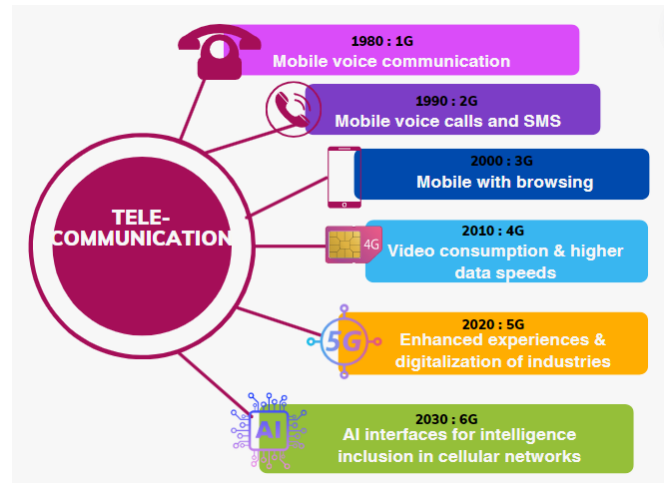 1980 : 1G
Mobile voice communication
1990 : 2G
Mobile voice calls and SMS
2000 : 3G
Mobile with browsing
TELE-
COMMUNICATION
2010 : 4G
4G
Video consumption & higher
data speeds
2020 : 5G
5G
Enhanced experiences &
digitalization of industries
2030 : 6G
AI
AI interfaces for intelligence
inclusion in cellular networks